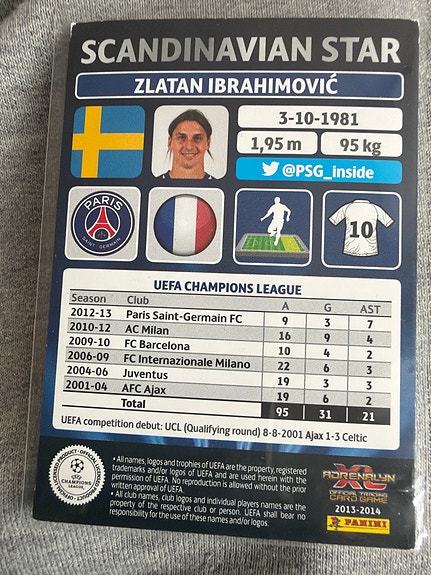 SCANDINAVIAN STAR
ZLATAN IBRAHIMOVIĆ
3-10-1981
1,95 m 95 kg
@PSG_inside
PARIS
SAINT-GERMAIN
10
UEFA CHAMPIONS LEAGUE
Season Club A G AST
2012-13 Paris Saint-Germain FC 9 3 7
2010-12 AC Milan 16 9 4
2009-10 FC Barcelona 10 4 2
2006-09 FC Internazionale Milano 22 6 3
2004-06 Juventus 19 3 3
2001-04 AFC Ajax 19 6 2
Total 95 31 21
UEFA competition debut: UCL (Qualifying round) 8-8-2001 Ajax 1-3 Celtic
• All names, logos and trophies of UEFA are the property, registered
trademarks and/or logos of UEFA and are used herein with the
permission of UEFA. No reproduction is allowed without the prior
written approval of UEFA.
• All club names, club logos and individual players names are the
property of the respective club or person. UEFA shall bear no
responsibility for the use of these names and/or logos.
OFFICIAL PRODUCT
UEFA
CHAMPIONS
LEAGUE
ADRENALYN
XL
OFFICIAL TRADING
CARD GAME
2013-2014
PANINI